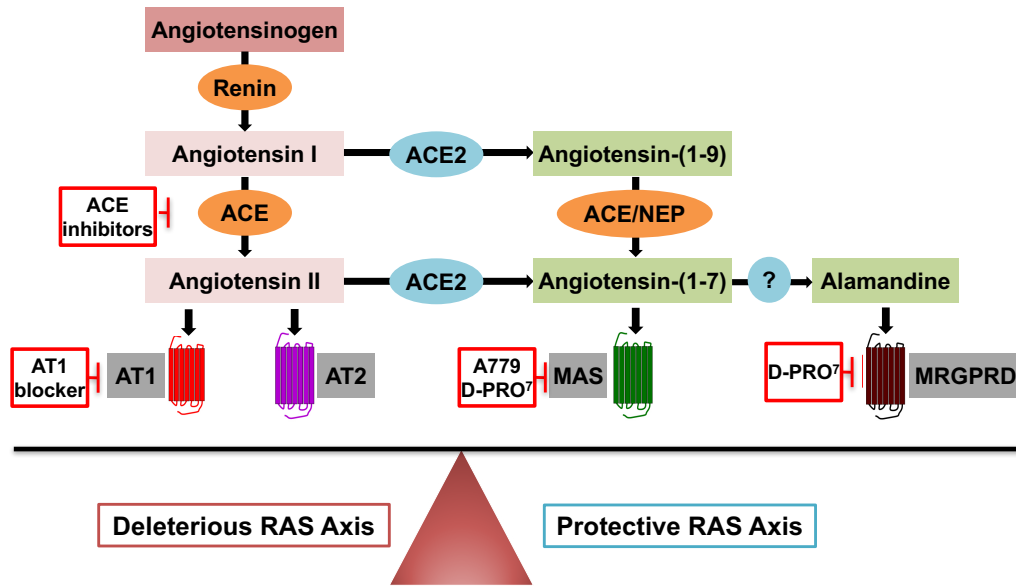 Angiotensinogen
Renin
Angiotensin I
ACE2
Angiotensin-(1-9)
ACE
inhibitors
ACE
ACE/NEP
Angiotensin II
ACE2
Angiotensin-(1-7)
?
Alamandine
AT1
blocker
AT1
AT2
A779
D-PRO⁷
MAS
D-PRO⁷
MRGPRD
Deleterious RAS Axis
Protective RAS Axis